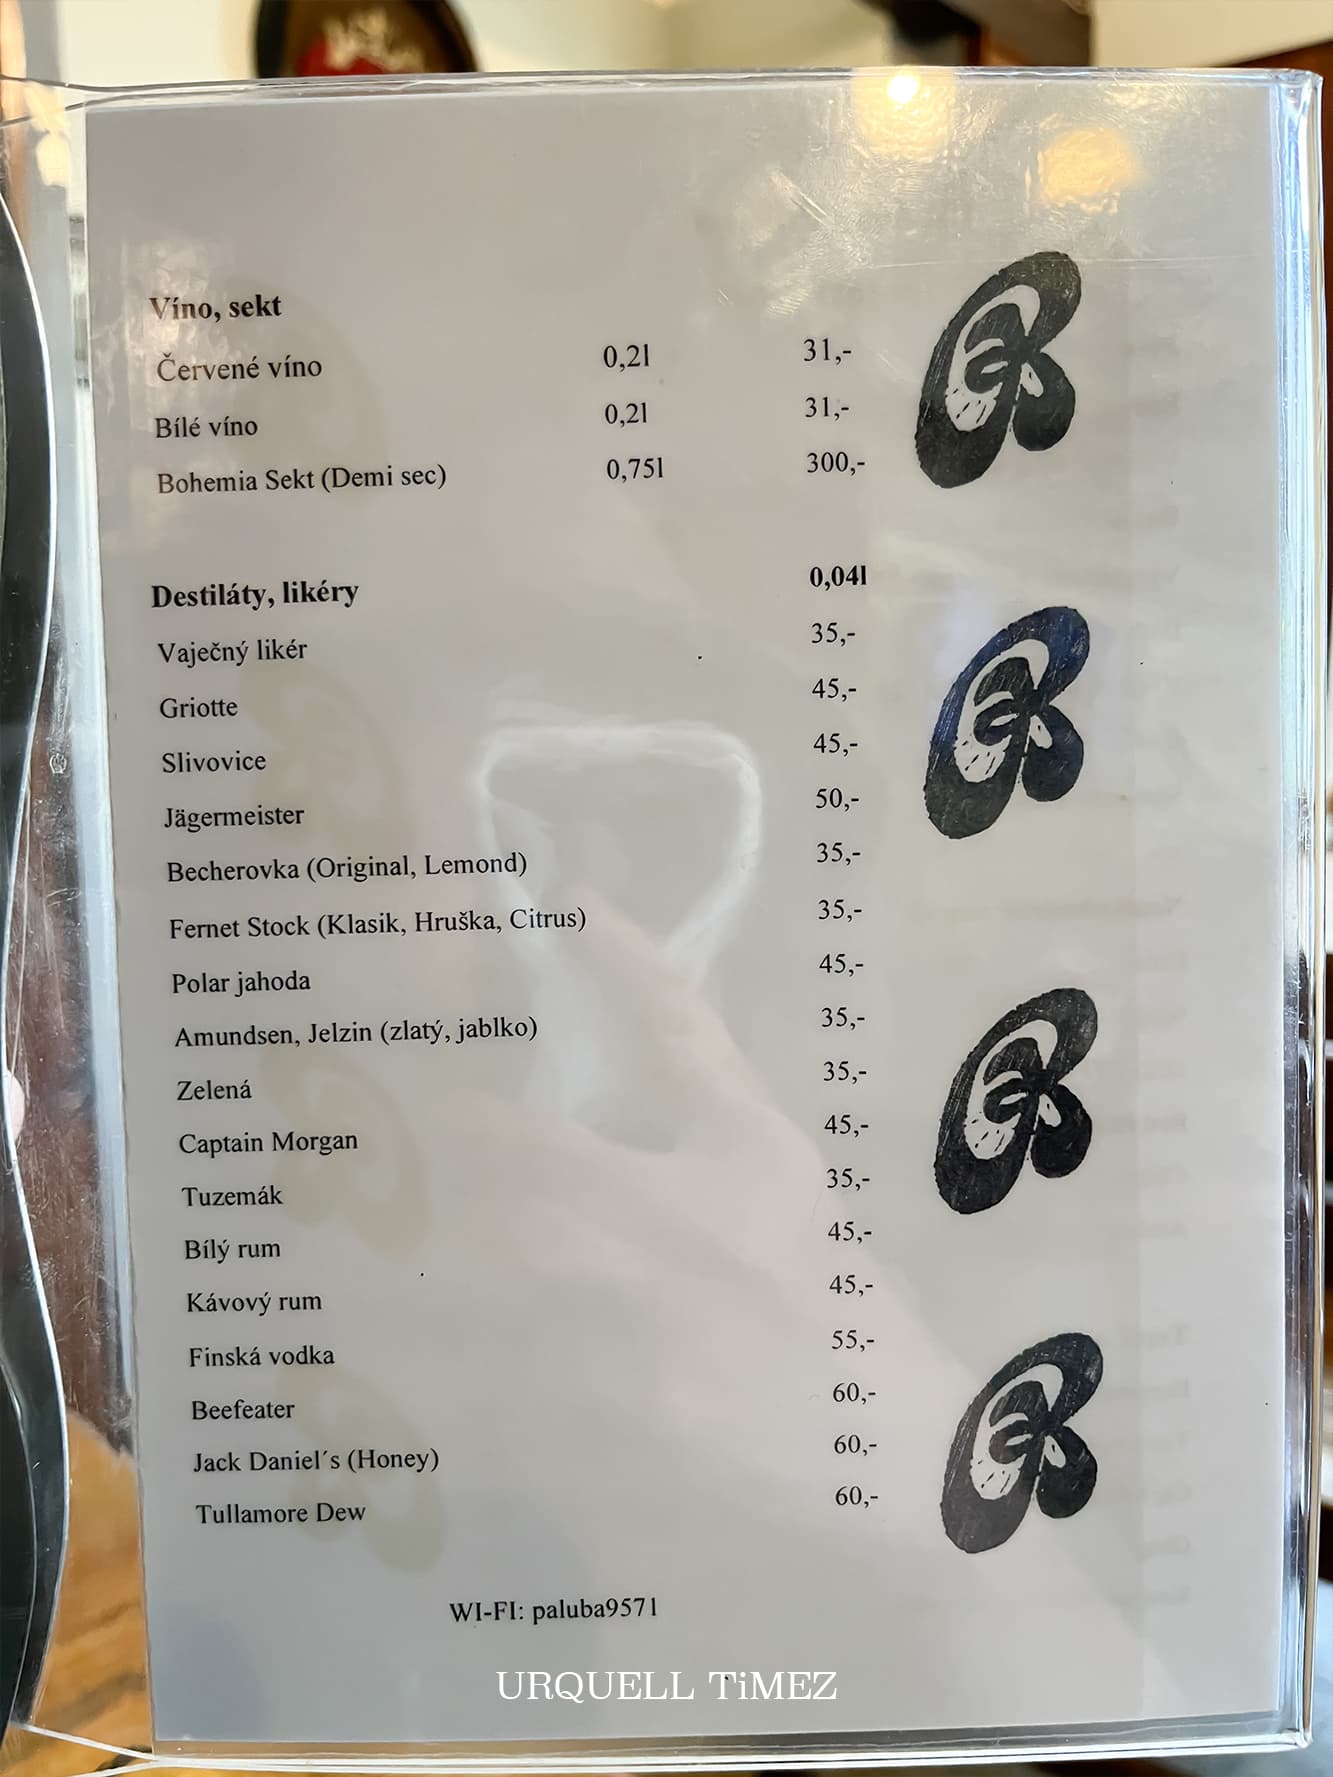 Víno, sekt
Červené víno 0,2l 31,-
Bílé víno 0,2l 31,-
Bohemia Sekt (Demi sec) 0,75l 300,-
Destiláty, likéry 0,04l
Vaječný likér 35,-
Griotte 45,-
Slivovice 45,-
Jägermeister 50,-
Becherovka (Original, Lemond) 35,-
Fernet Stock (Klasik, Hruška, Citrus) 35,-
Polar jahoda 45,-
Amundsen, Jelzin (zlatý, jablko) 35,-
Zelená 35,-
Captain Morgan 45,-
Tuzemák 35,-
Bílý rum 45,-
Kávový rum 45,-
Finská vodka 55,-
Beefeater 60,-
Jack Daniel´s (Honey) 60,-
Tullamore Dew 60,-
WI-FI: paluba9571
URQUELL TiMEZ